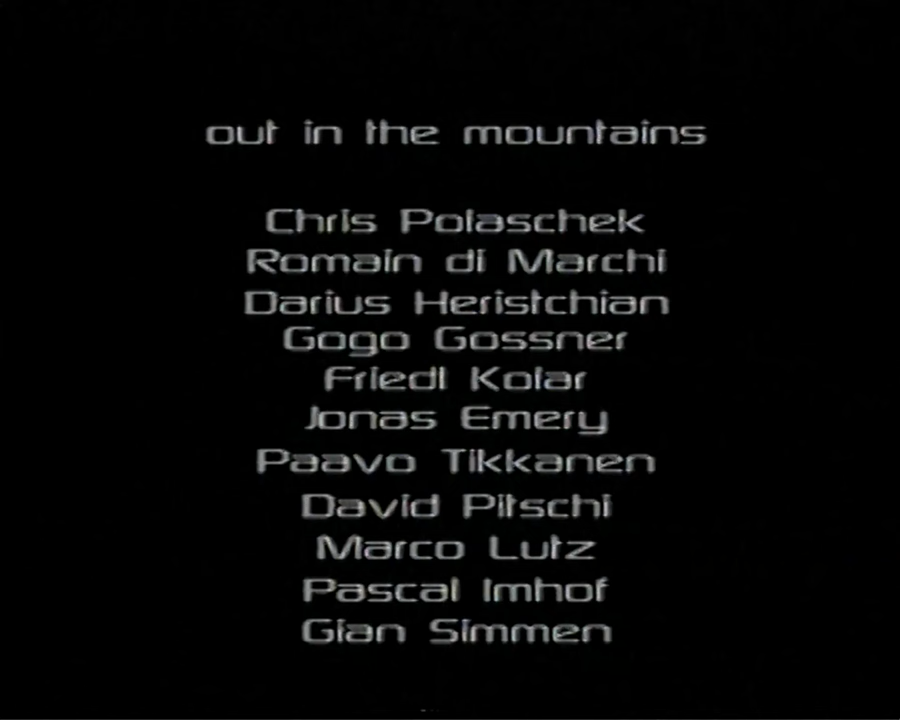 out in the mountains
Chris Polaschek
Romain di Marchi
Darius Heristchian
Gogo Gossner
Friedl Kolar
Jonas Emery
Paavo Tikkanen
David Pitschi
Marco Lutz
Pascal Imhof
Gian Simmen